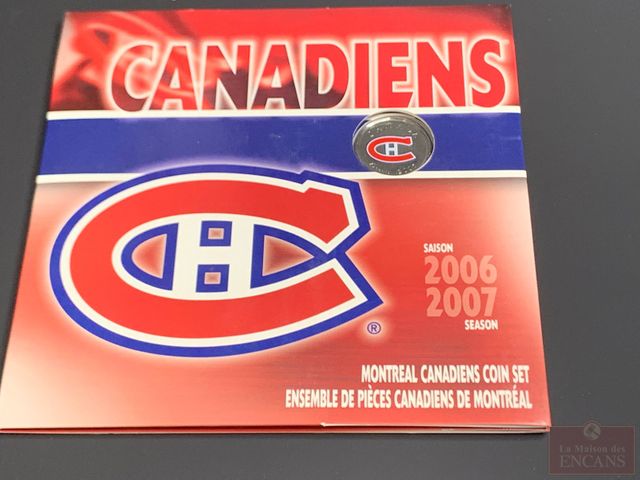 CANADIENS
CH
SAISON
2006
2007
SEASON
®
MONTREAL CANADIENS COIN SET
ENSEMBLE DE PIÈCES CANADIENS DE MONTRÉAL
La Maison des
ENCANS